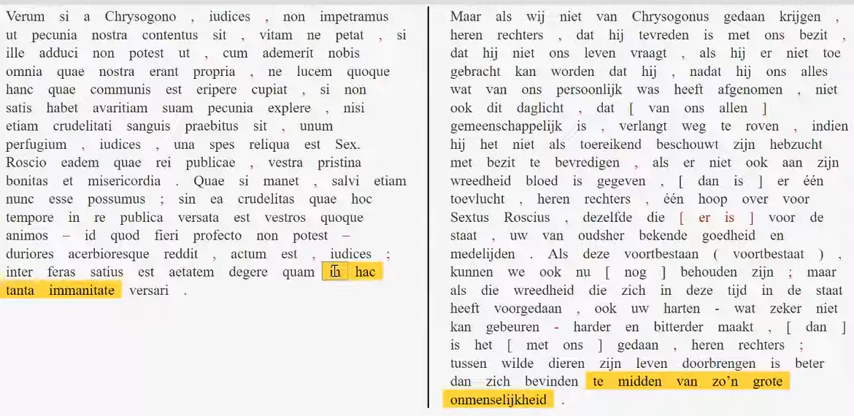 Verum si a Chrysogono , iudices , non impetramus
ut pecunia nostra contentus sit , vitam ne petat , si
ille adduci non potest ut , cum ademerit nobis
omnia quae nostra erant propria , ne lucem quoque
hanc quae communis est eripere cupiat , si non
satis habet avaritiam suam pecunia explere , nisi
etiam crudelitati sanguis praebitus sit , unum
perfugium , iudices , una spes reliqua est Sex.
Roscio eadem quae rei publicae , vestra pristina
bonitas et misericordia . Quae si manet , salvi etiam
nunc esse possumus ; sin ea crudelitas quae hoc
tempore in re publica versata est vestros quoque
animos – id quod fieri profecto non potest –
duriores acerbioresque reddit , actum est , iudices ;
inter feras satius est aetatem degere quam in hac
tanta immanitate versari .
Maar als wij niet van Chrysogonus gedaan krijgen ,
heren rechters , dat hij tevreden is met ons bezit ,
dat hij niet ons leven vraagt , als hij er niet toe
gebracht kan worden dat hij , nadat hij ons alles
wat van ons persoonlijk was heeft afgenomen , niet
ook dit daglicht , dat [ van ons allen ]
gemeenschappelijk is , verlangt weg te roven , indien
hij het niet als toereikend beschouwt zijn hebzucht
met bezit te bevredigen , als er niet ook aan zijn
wreedheid bloed is gegeven , [ dan is ] er één
toevlucht , heren rechters , één hoop over voor
Sextus Roscius , dezelfde die [ er is ] voor de
staat , uw van oudsher bekende goedheid en
medelijden . Als deze voortbestaan ( voortbestaat ) ,
kunnen we ook nu [ nog ] behouden zijn ; maar
als die wreedheid die zich in deze tijd in de staat
heeft voorgedaan , ook uw harten - wat zeker niet
kan gebeuren - harder en bitterder maakt , [ dan ]
is het [ met ons ] gedaan , heren rechters ;
tussen wilde dieren zijn leven doorbrengen is beter
dan zich bevinden te midden van zo’n grote
onmenselijkheid .